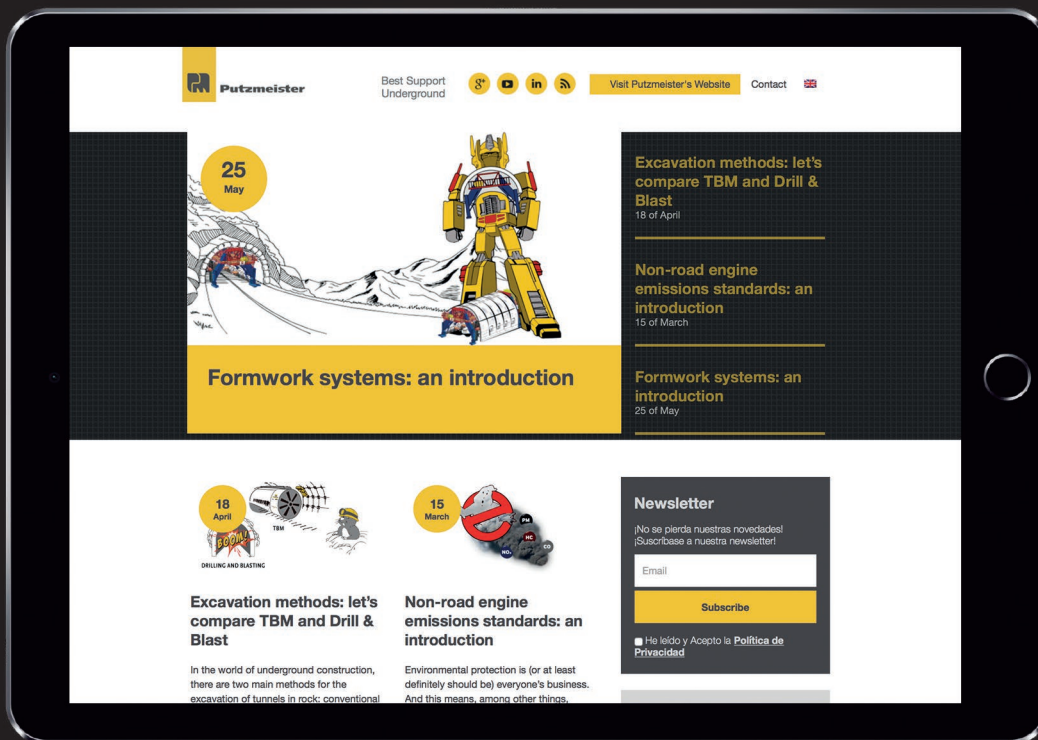 Putzmeister
Best Support
Underground
Visit Putzmeister's Website
Contact
25
May
Formwork systems: an introduction
Excavation methods: let's
compare TBM and Drill &
Blast
18 of April
Non-road engine
emissions standards: an
introduction
15 of March
Formwork systems: an
introduction
25 of May
18
April
BOOM!
TBM
DRILLING AND BLASTING
Excavation methods: let's
compare TBM and Drill &
Blast
In the world of underground construction,
there are two main methods for the
excavation of tunnels in rock: conventional
15
March
PM
HC
CO
NOx
Non-road engine
emissions standards: an
introduction
Environmental protection is (or at least
definitely should be) everyone's business.
And this means, among other things,
Newsletter
¡No se pierda nuestras novedades!
¡Suscríbase a nuestra newsletter!
Email
Subscribe
He leído y Acepto la Política de
Privacidad